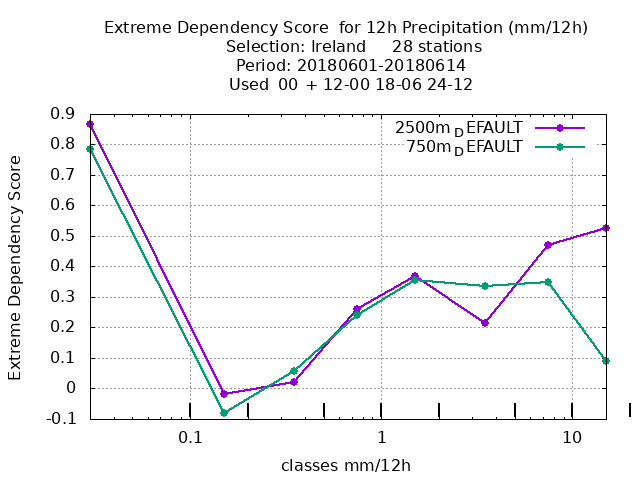 Extreme Dependency Score  for 12h Precipitation (mm/12h)
Selection: Ireland     28 stations
Period: 20180601-20180614
Used  00 + 12-00 18-06 24-12
0.9
0.8
0.7
0.6
0.5
0.4
0.3
0.2
0.1
0
-0.1
Extreme Dependency Score
2500m_DEFAULT
750m_DEFAULT
0.1 1 10
classes mm/12h